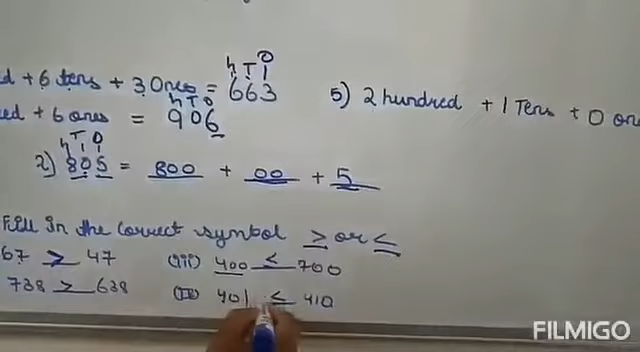 h T O
d + 6 tens + 3 Ones = 663
h T O
ed + 6 ones = 906
5) 2 hundred + 1 Tens + 0 on
h T O
2) 805 = 800 + 00 + 5
Fill in the correct symbol > or <
67 > 47
(iii) 400 < 700
738 > 638
(iv) 401 < 410
FILMIGO